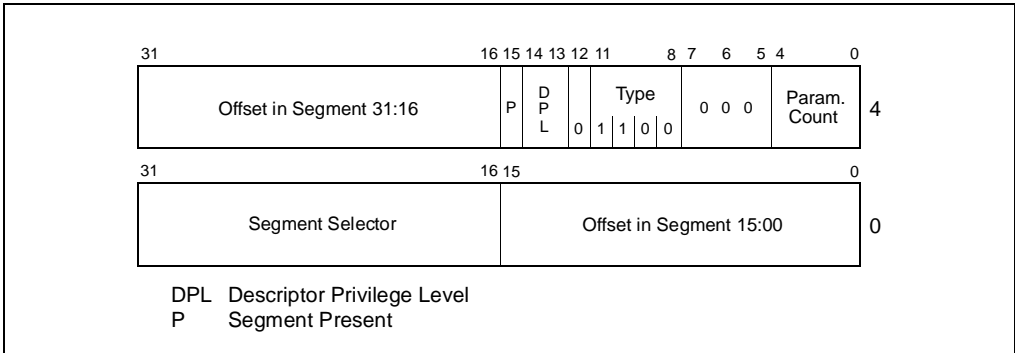 31 16 15 14 13 12 11 8 7 6 5 4 0
Offset in Segment 31:16 P D P L 0 Type 1 1 0 0 0 0 0 Param. Count 4
31 16 15 0
Segment Selector Offset in Segment 15:00 0
DPL Descriptor Privilege Level
P Segment Present